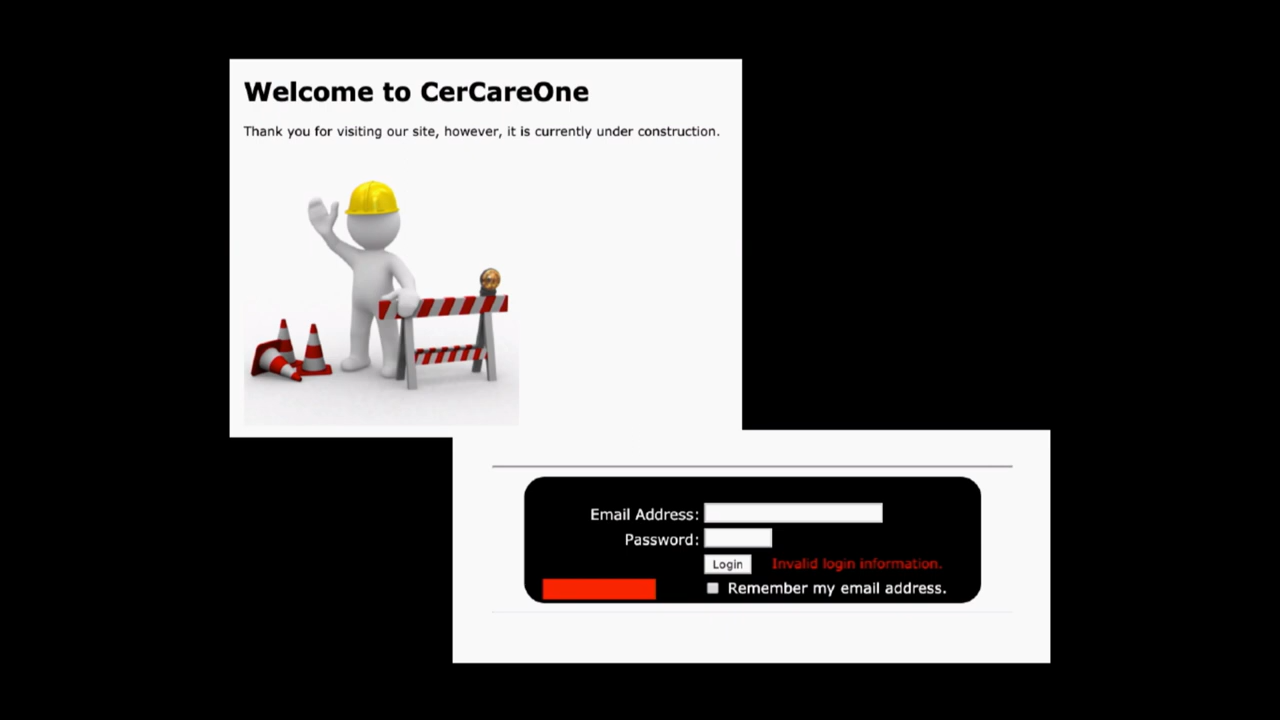 Welcome to CerCareOne
Thank you for visiting our site, however, it is currently under construction.
Email Address:
Password:
Login Invalid login information.
Remember my email address.